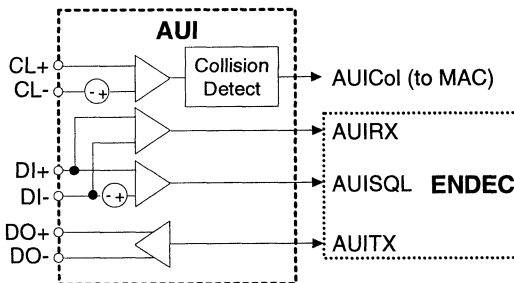 AUI
CL+
CL-
- +
Collision
Detect
AUICol (to MAC)
AUIRX
DI+
DI-
- +
AUISQL
ENDEC
DO+
DO-
AUITX